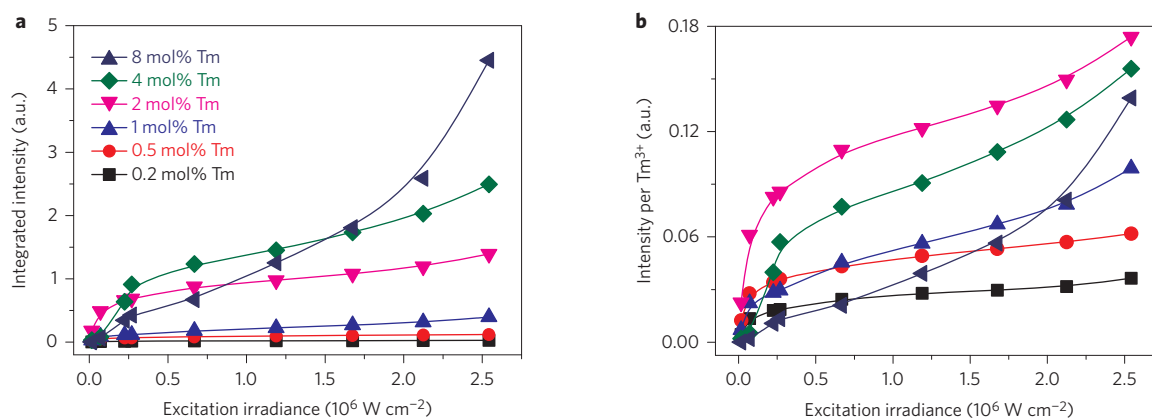 a
5
4
3
2
1
0
Integrated intensity (a.u.)
8 mol% Tm
4 mol% Tm
2 mol% Tm
1 mol% Tm
0.5 mol% Tm
0.2 mol% Tm
0.0 0.5 1.0 1.5 2.0 2.5
Excitation irradiance (10⁶ W cm⁻²)
b
0.18
0.12
0.06
0.00
Intensity per Tm³⁺ (a.u.)
0.0 0.5 1.0 1.5 2.0 2.5
Excitation irradiance (10⁶ W cm⁻²)